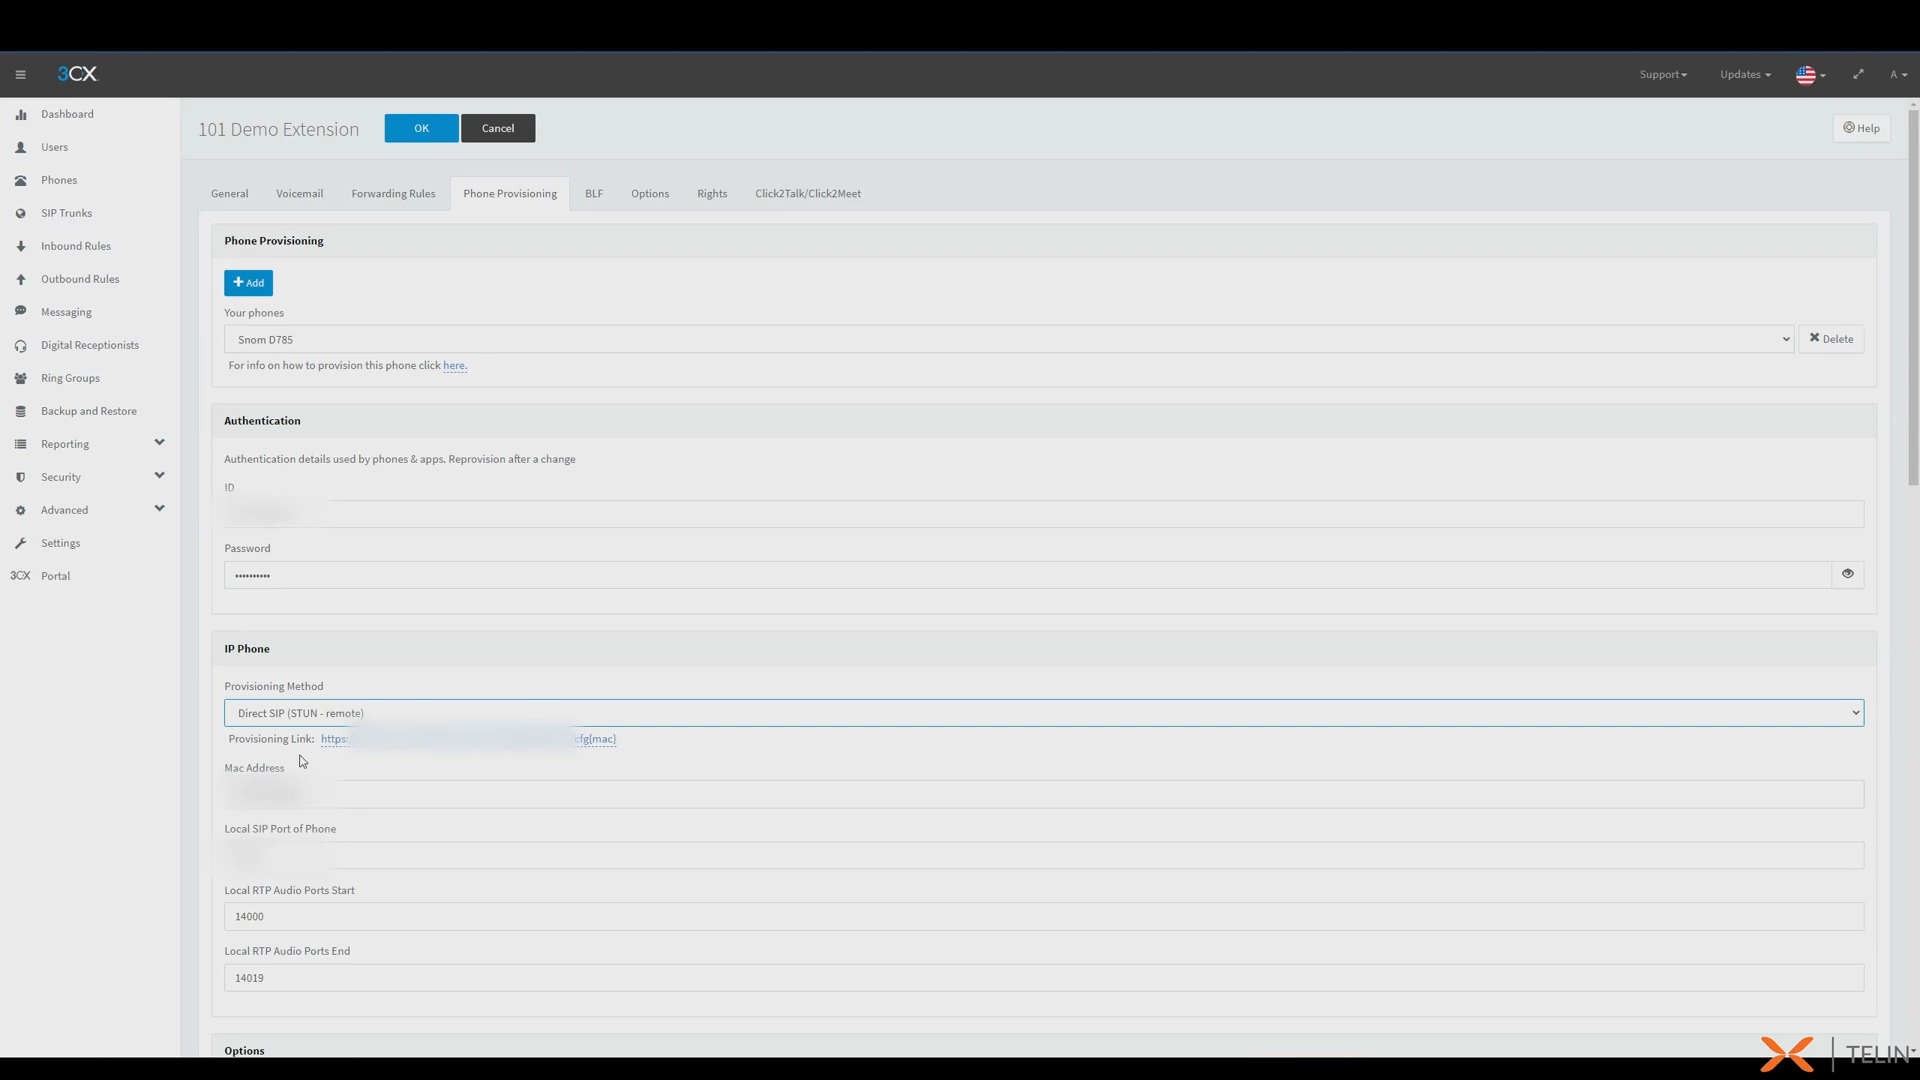 3CX
Support
Updates
A
Dashboard
Users
Phones
SIP Trunks
Inbound Rules
Outbound Rules
Messaging
Digital Receptionists
Ring Groups
Backup and Restore
Reporting
Security
Advanced
Settings
3CX Portal
101 Demo Extension
OK
Cancel
Help
General
Voicemail
Forwarding Rules
Phone Provisioning
BLF
Options
Rights
Click2Talk/Click2Meet
Phone Provisioning
+ Add
Your phones
Snom D785
Delete
For info on how to provision this phone click here.
Authentication
Authentication details used by phones & apps. Reprovision after a change
ID
Password
••••••••••
IP Phone
Provisioning Method
Direct SIP (STUN - remote)
Provisioning Link: https: cfg{mac}
Mac Address
Local SIP Port of Phone
Local RTP Audio Ports Start
14000
Local RTP Audio Ports End
14019
Options
TELIN